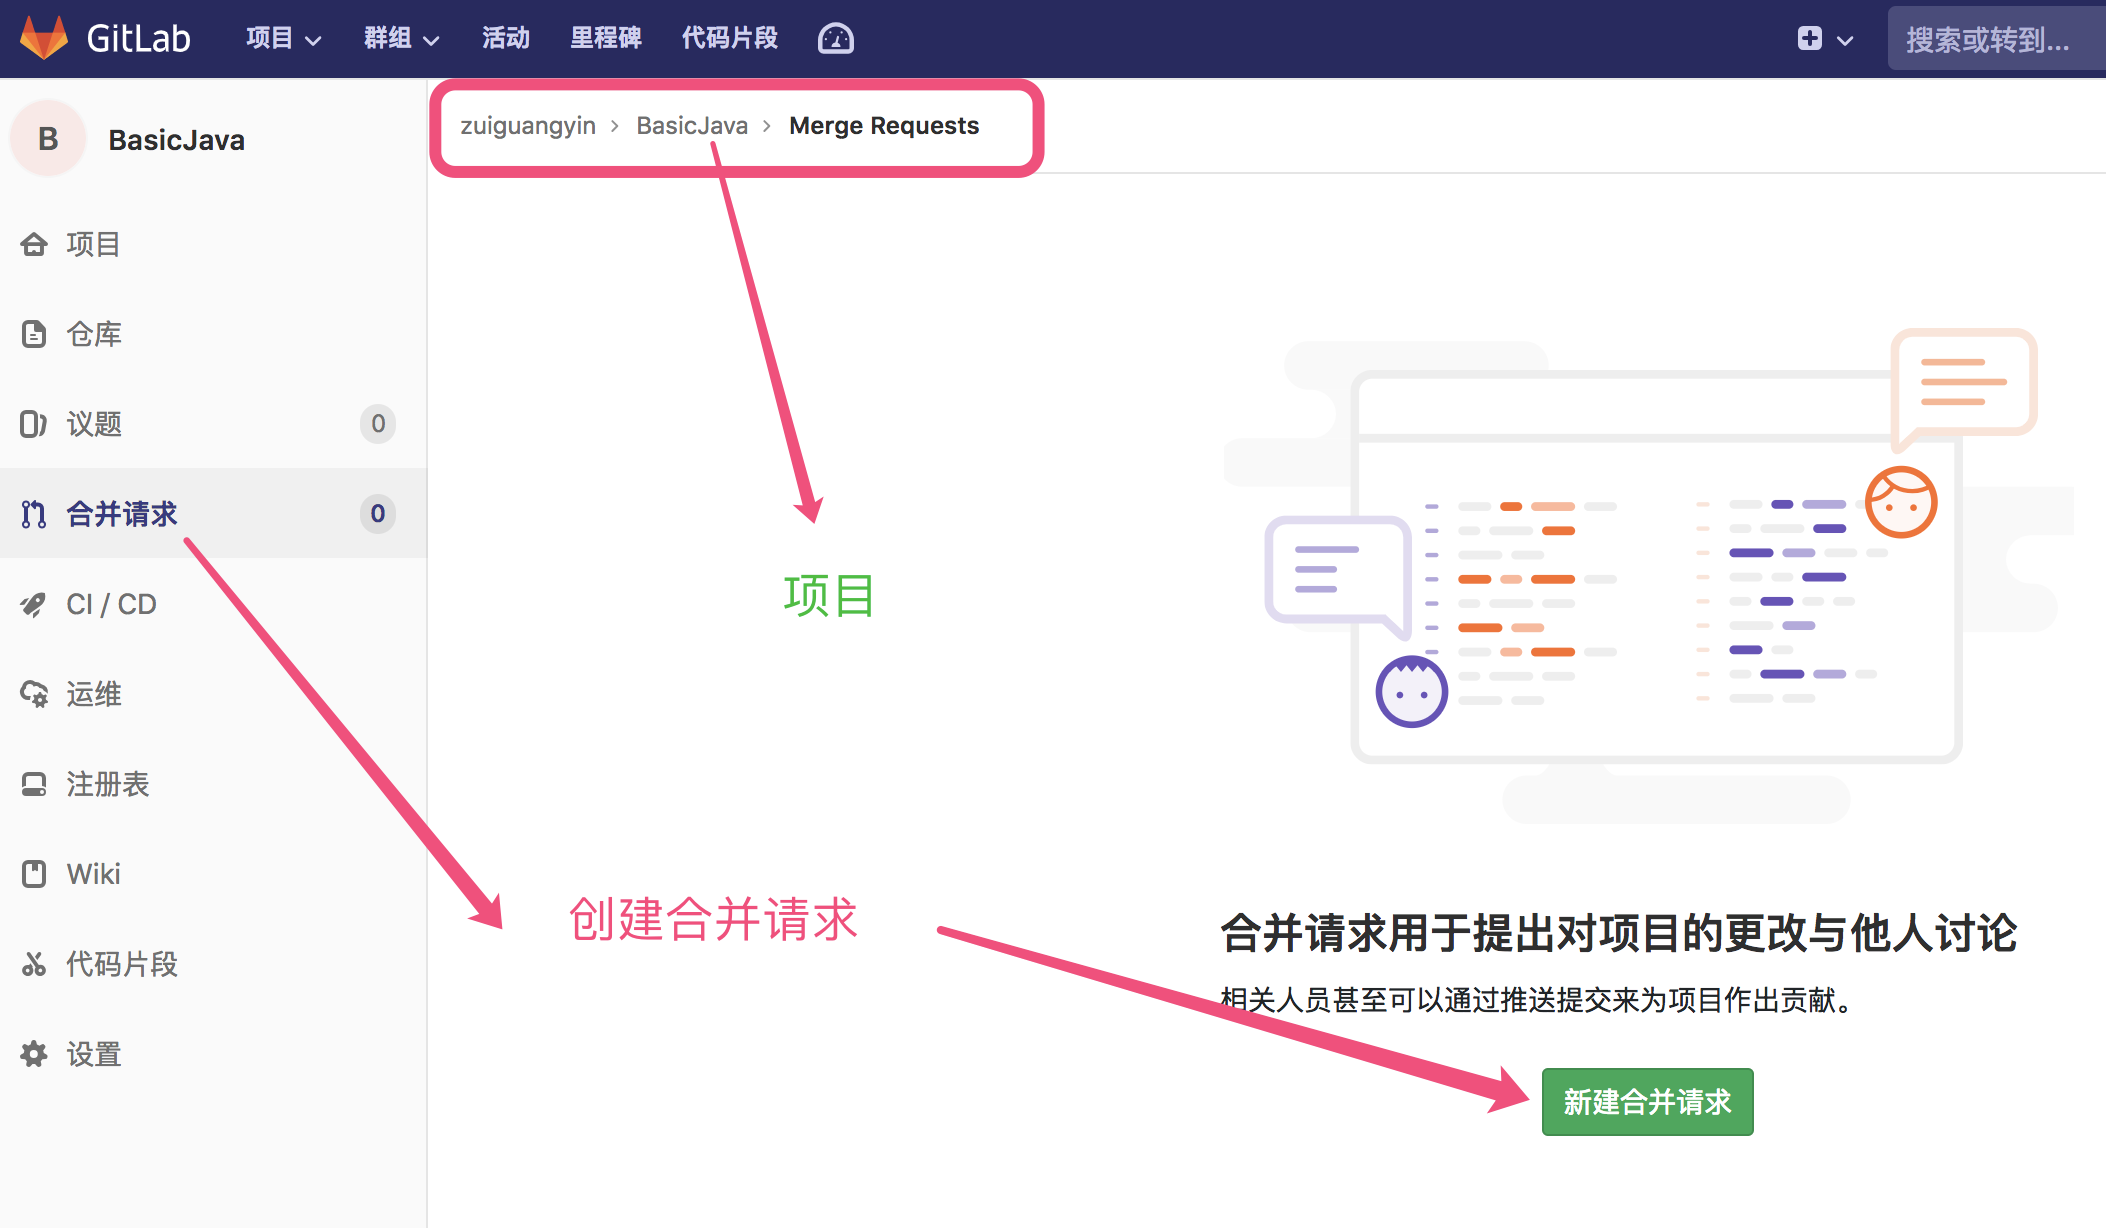 GitLab 项目 群组 活动 里程碑 代码片段 搜索或转到...
B BasicJava
zuiguangyin › BasicJava › Merge Requests
项目
仓库
议题 0
合并请求 0
CI / CD
运维
注册表
Wiki
代码片段
设置
项目
创建合并请求
合并请求用于提出对项目的更改与他人讨论
相关人员甚至可以通过推送提交来为项目作出贡献。
新建合并请求